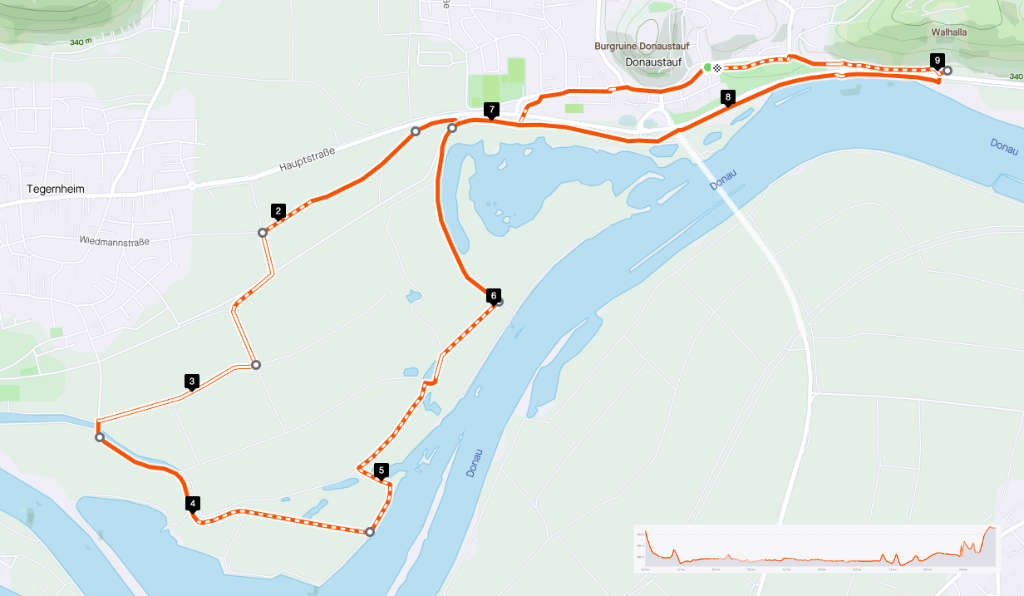 340 m
Burgruine Donaustauf
Donaustauf
Walhalla
340 m
9
8
7
Hauptstraße
Donau
Donau
Tegernheim
2
Wiedmannstraße
6
3
5
Donau
4